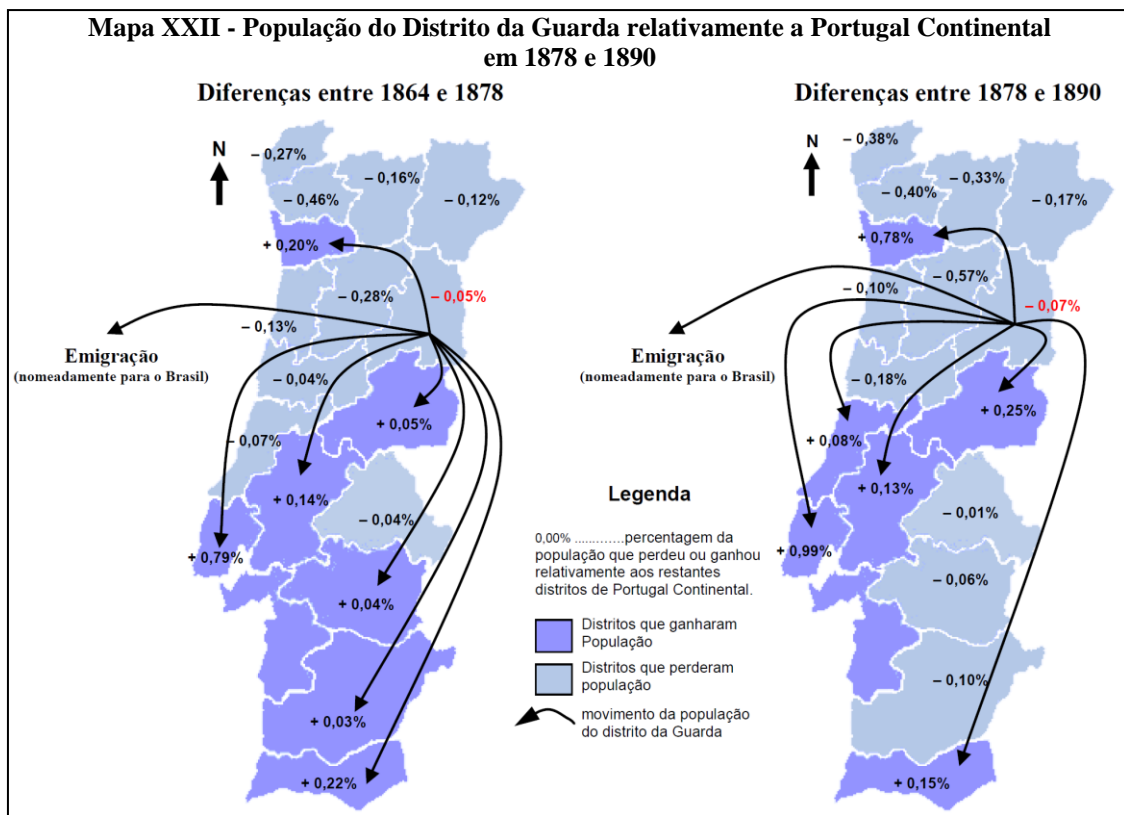 Mapa XXII - População do Distrito da Guarda relativamente a Portugal Continental
em 1878 e 1890
Diferenças entre 1864 e 1878
N
– 0,27%
– 0,16%
– 0,46%
– 0,12%
+ 0,20%
– 0,28%
– 0,05%
– 0,13%
Emigração
(nomeadamente para o Brasil)
– 0,04%
+ 0,05%
– 0,07%
+ 0,14%
– 0,04%
+ 0,79%
+ 0,04%
+ 0,03%
+ 0,22%
Diferenças entre 1878 e 1890
N
– 0,38%
– 0,33%
– 0,40%
– 0,17%
+ 0,78%
– 0,57%
– 0,10%
– 0,07%
Emigração
(nomeadamente para o Brasil)
– 0,18%
+ 0,25%
+ 0,08%
+ 0,13%
– 0,01%
+ 0,99%
– 0,06%
– 0,10%
+ 0,15%
Legenda
0,00% ............percentagem da
população que perdeu ou ganhou
relativamente aos restantes
distritos de Portugal Continental.
Distritos que ganharam
População
Distritos que perderam
população
movimento da população
do distrito da Guarda